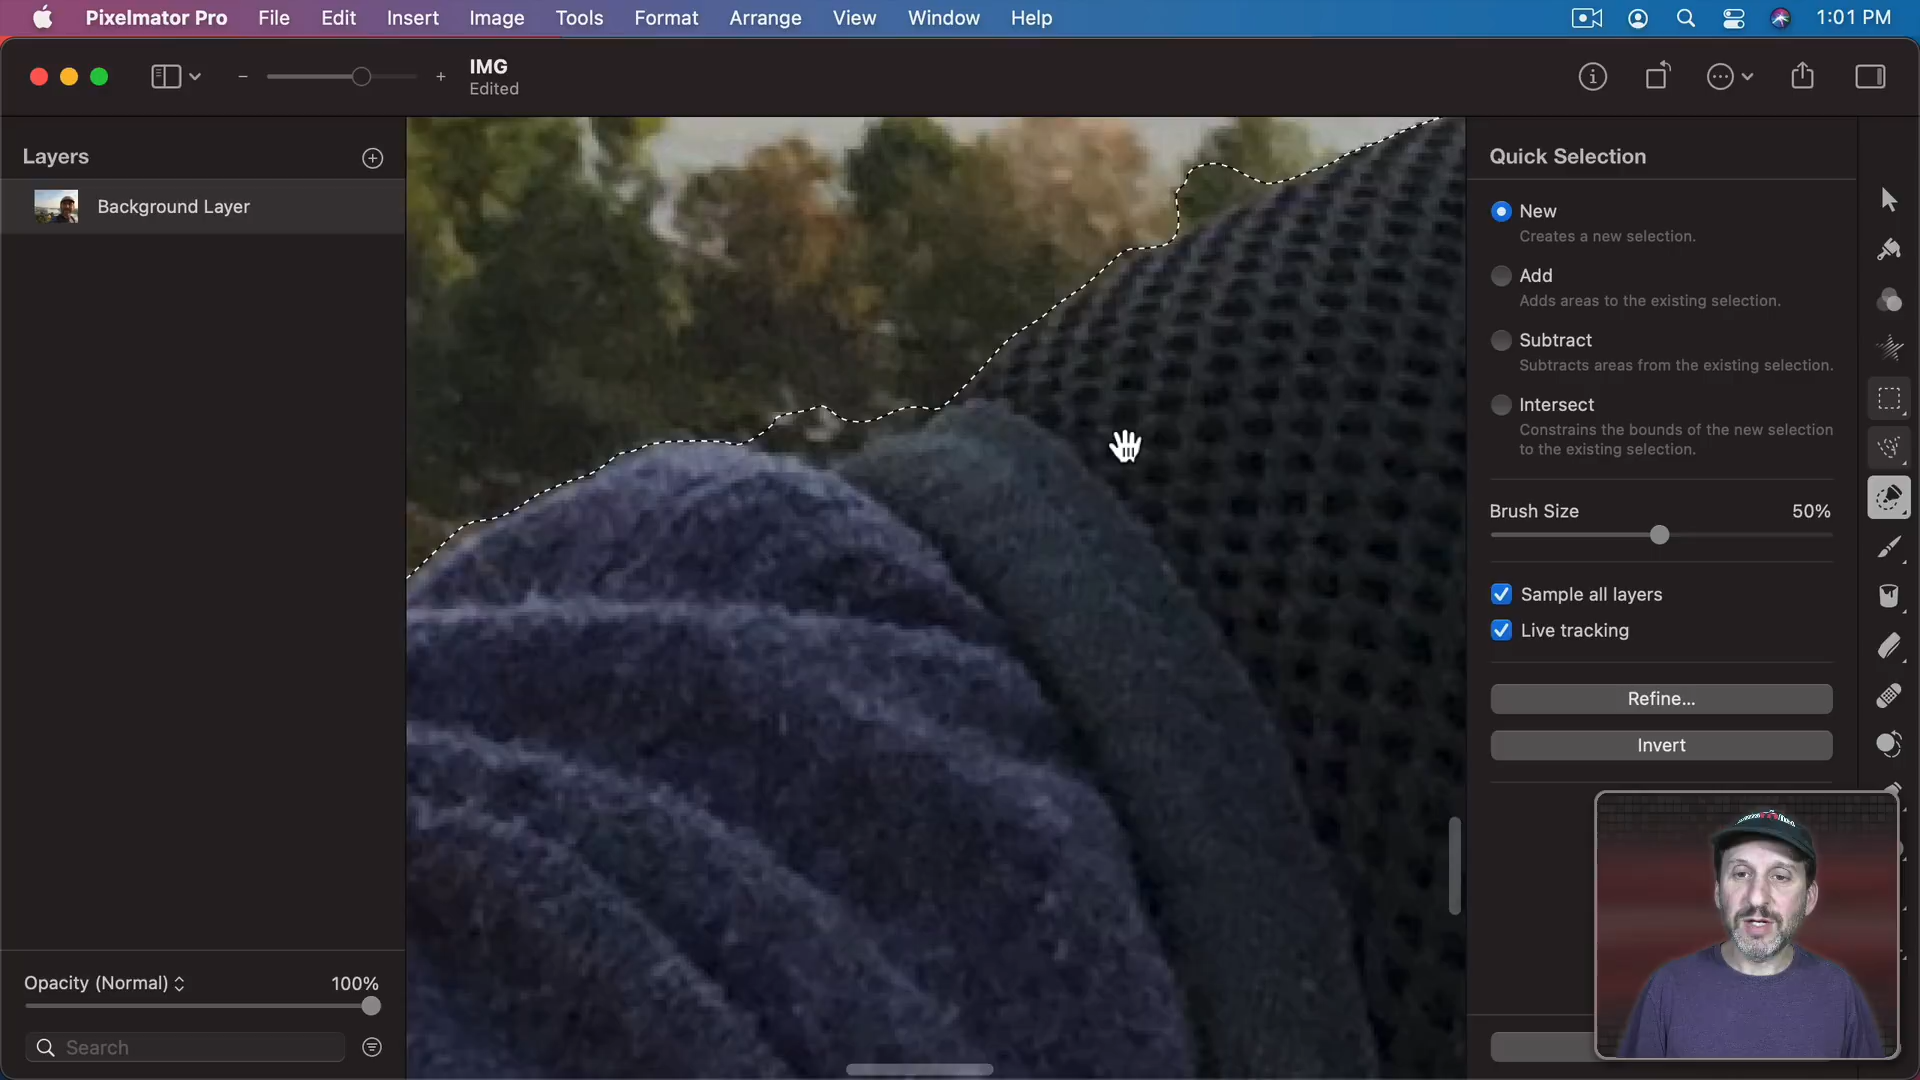 Pixelmator Pro File Edit Insert Image Tools Format Arrange View Window Help 1:01 PM
IMG
Edited
Layers
Background Layer
Opacity (Normal) 100%
Search
Quick Selection
New
Creates a new selection.
Add
Adds areas to the existing selection.
Subtract
Subtracts areas from the existing selection.
Intersect
Constrains the bounds of the new selection
to the existing selection.
Brush Size 50%
Sample all layers
Live tracking
Refine...
Invert